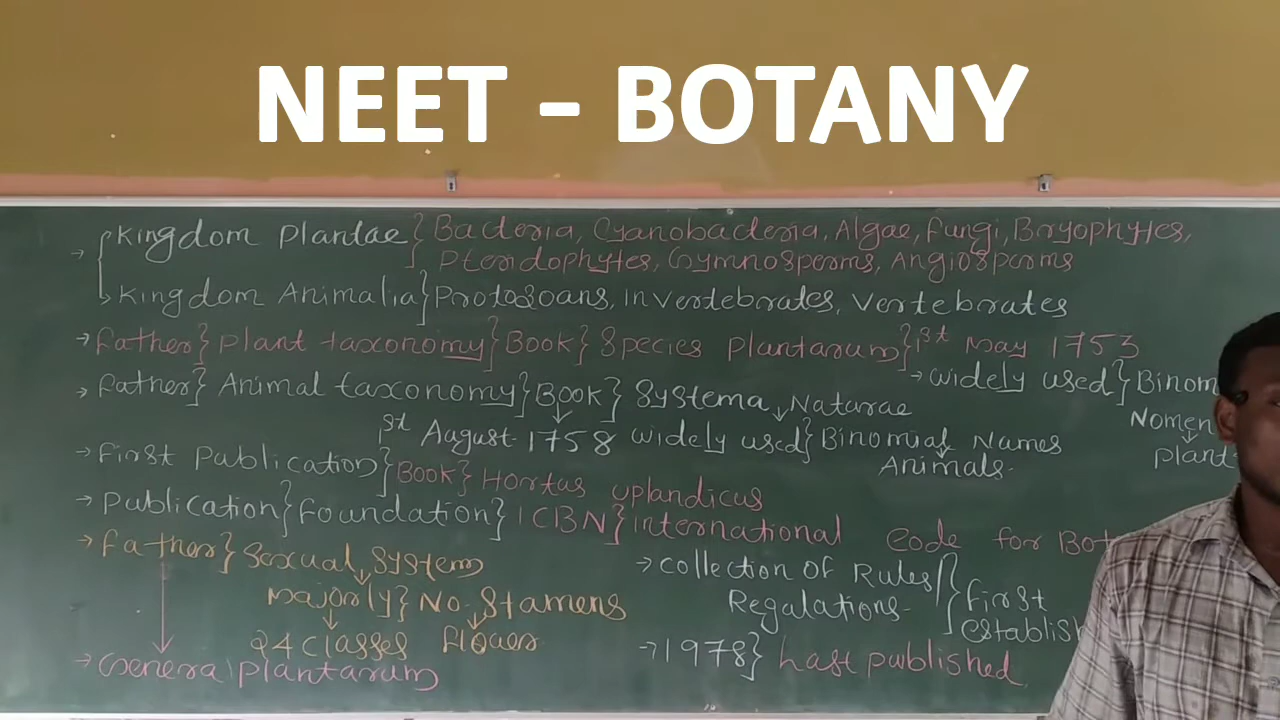 NEET - BOTANY
→ Kingdom Plantae } Bacteria, Cyanobacteria, Algae, Fungi, Bryophytes,
Pteridophytes, Gymnosperms, Angiosperms
Kingdom Animalia } Protozoans, Invertebrates, Vertebrates
→ Father } Plant taxonomy } Book } Species Plantarum } 1st May 1753
→ widely used } Binom
Nomen
↓
Plant
→ Father } Animal taxonomy } Book } Systema Naturae
1st August 1758 widely used } Binomial Names
Animals.
→ First Publication } Book } Hortus uplandicus
→ Publication } Foundation } ICBN } International Code for Bot
→ Father } Sexual System
Majorly } No. Stamens
24 classes
→ Genera Plantarum
→ Collection of Rules /
Regulations
First
establish
→ 1978 } Last published